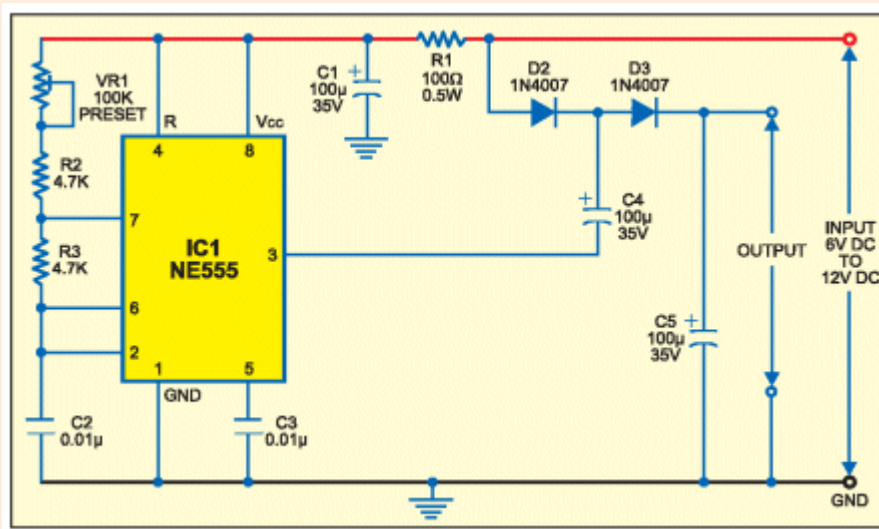 VR1
100K
PRESET
R
4
Vcc
8
C1
100μ
35V
+
R1
100Ω
0.5W
D2
1N4007
D3
1N4007
R2
4.7K
7
R3
4.7K
IC1
NE555
3
+
C4
100μ
35V
OUTPUT
INPUT
6V DC
TO
12V DC
6
2
1
GND
5
C5
100μ
35V
+
C2
0.01μ
C3
0.01μ
GND